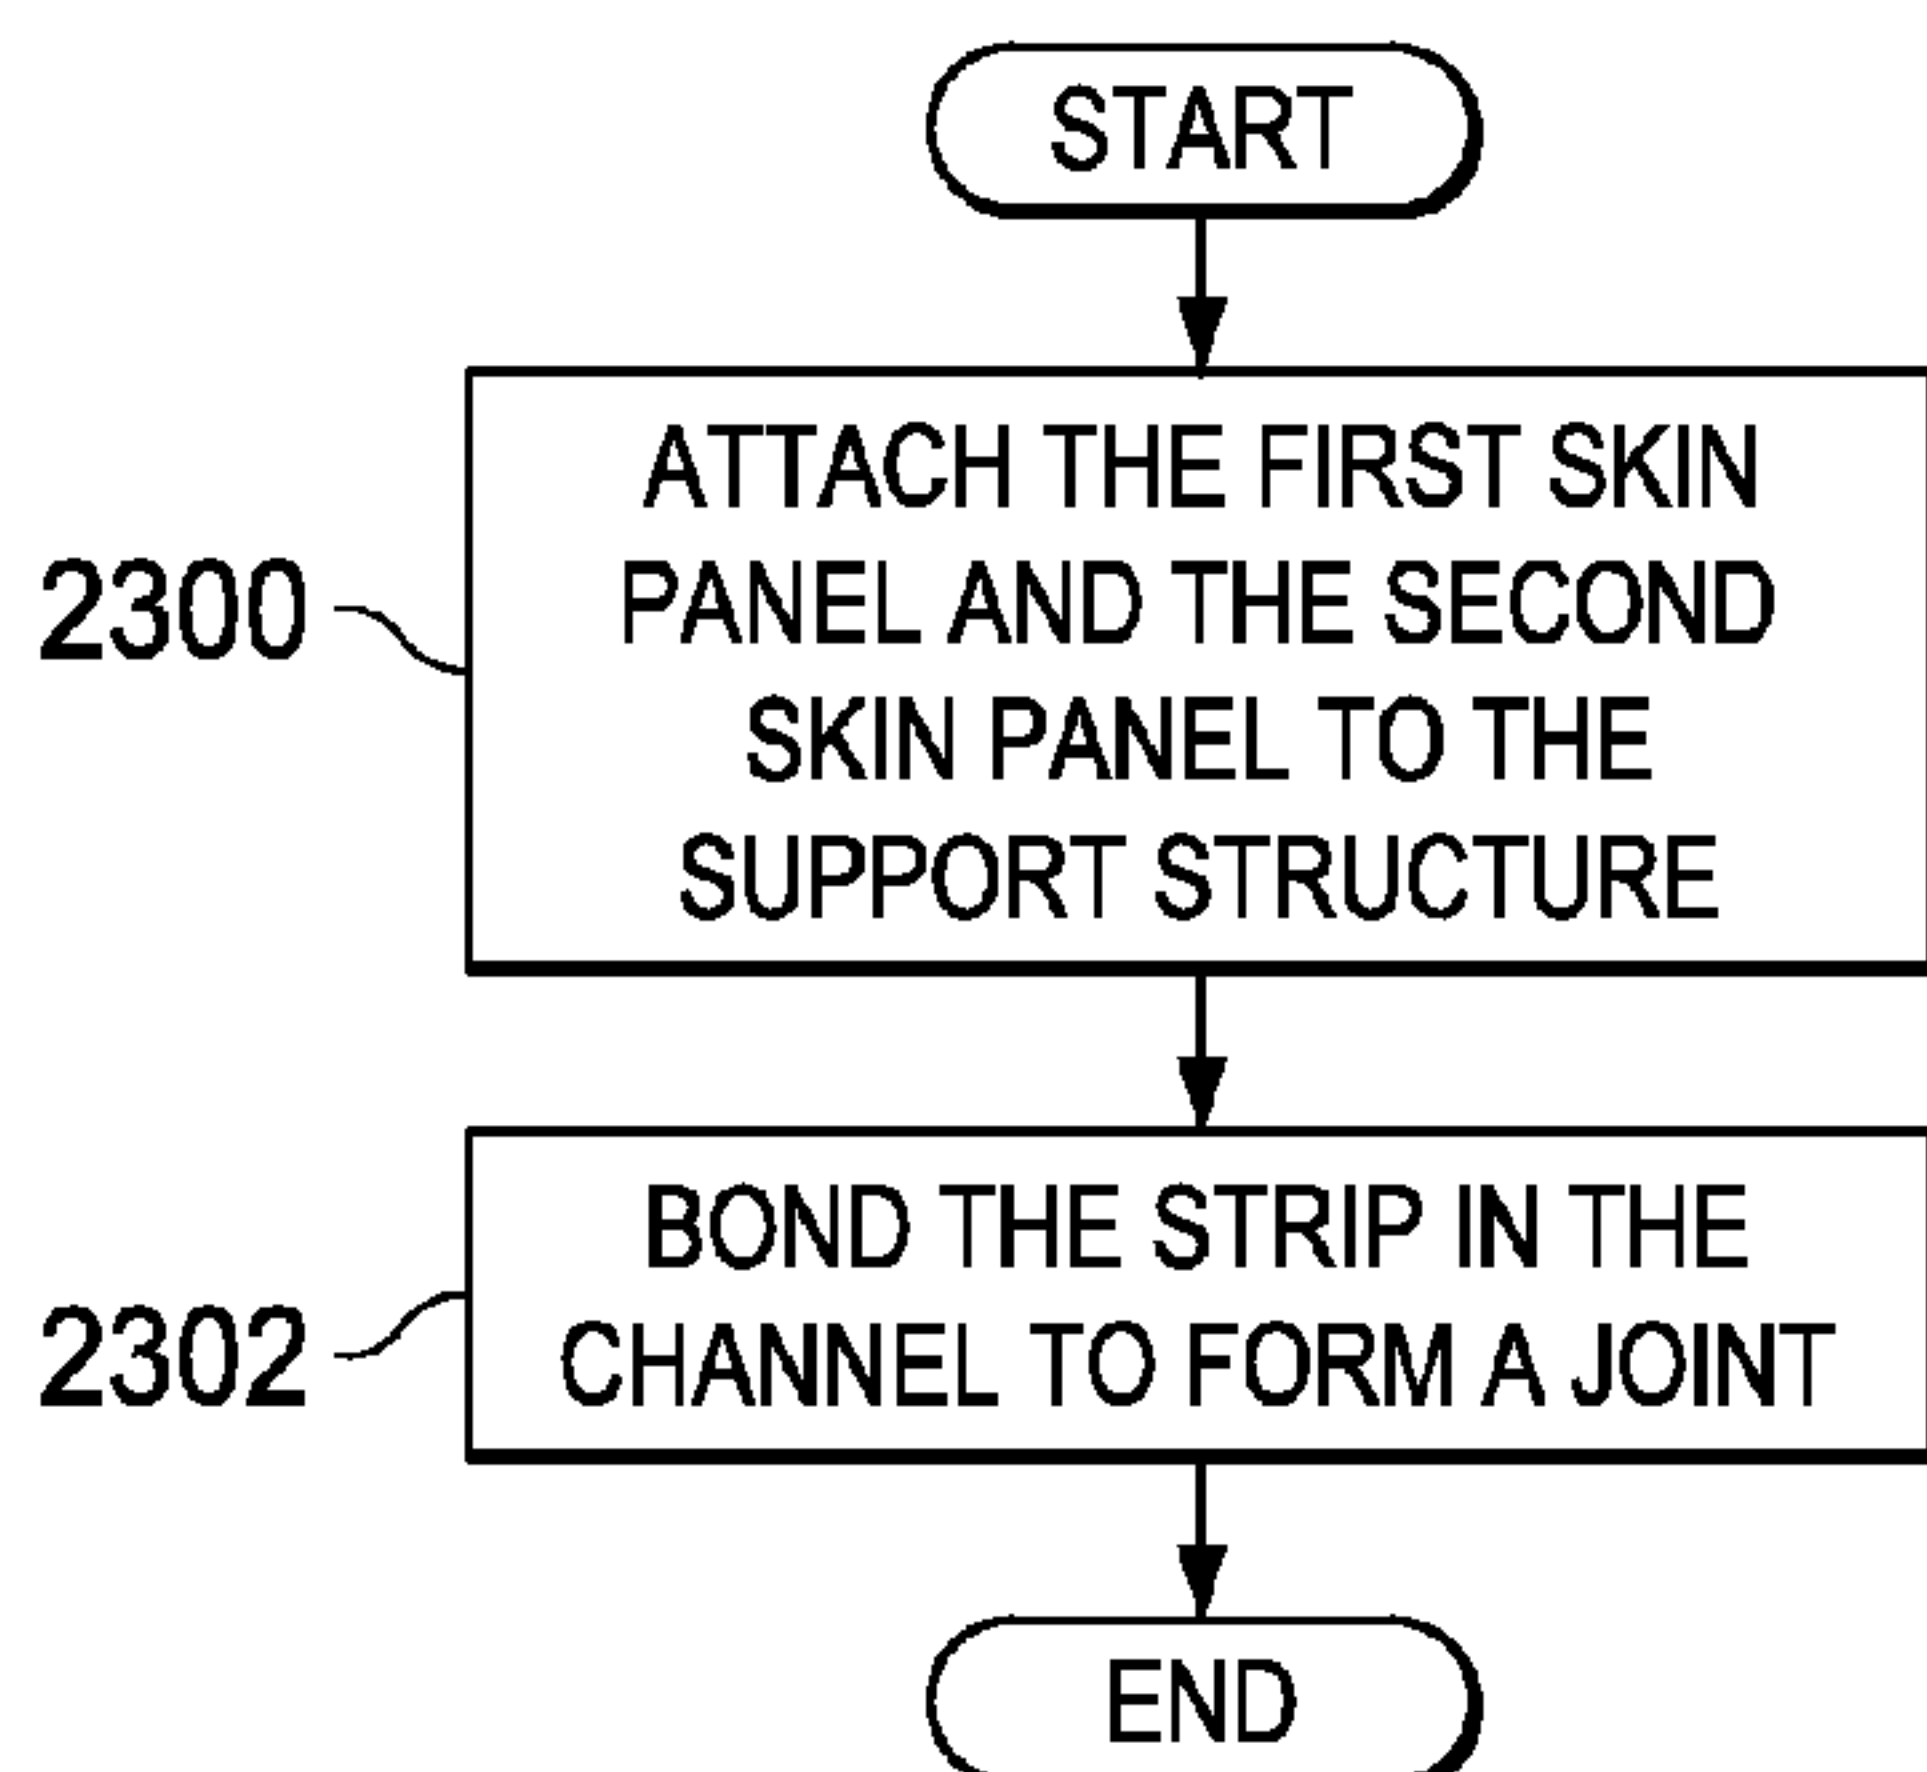 START
2300
ATTACH THE FIRST SKIN
PANEL AND THE SECOND
SKIN PANEL TO THE
SUPPORT STRUCTURE
2302
BOND THE STRIP IN THE
CHANNEL TO FORM A JOINT
END